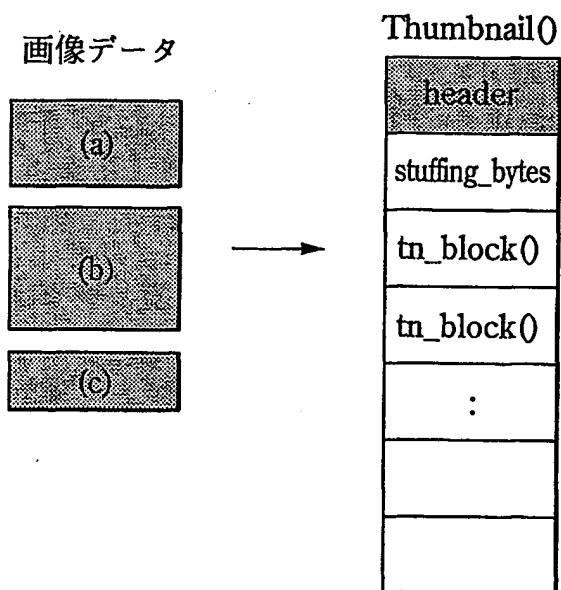 画像データ
(a)
(b)
(c)
Thumbnail()
header
stuffing_bytes
tn_block()
tn_block()
: